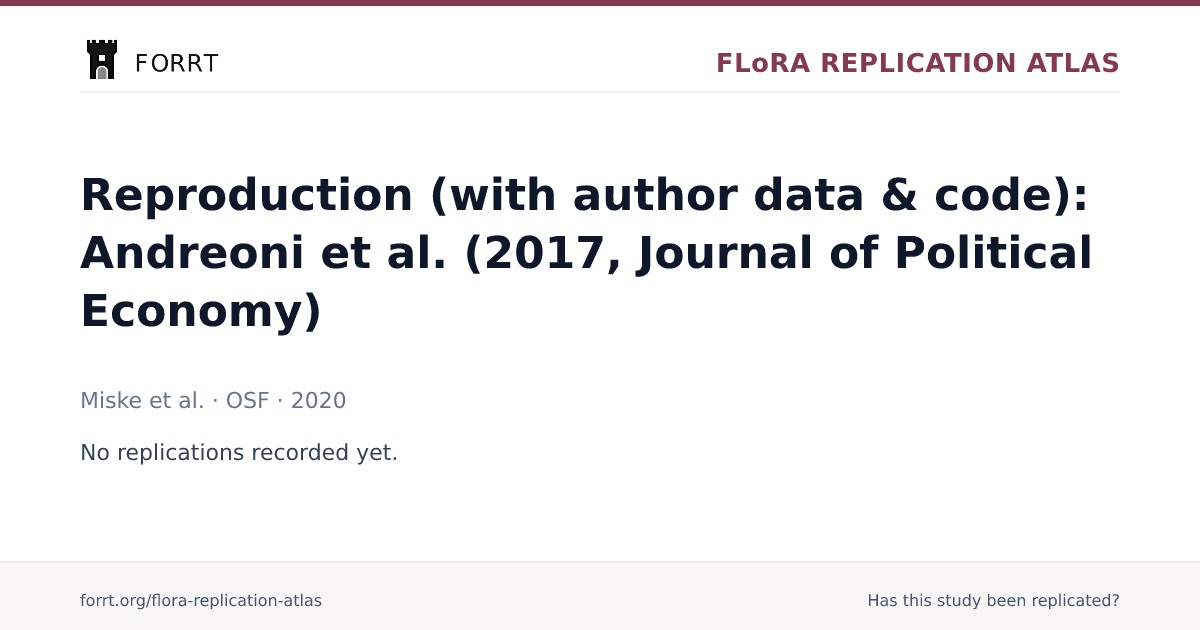 FORRT
FLoRA REPLICATION ATLAS
Reproduction (with author data & code):
Andreoni et al. (2017, Journal of Political
Economy)
Miske et al. · OSF · 2020
No replications recorded yet.
forrt.org/flora-replication-atlas
Has this study been replicated?